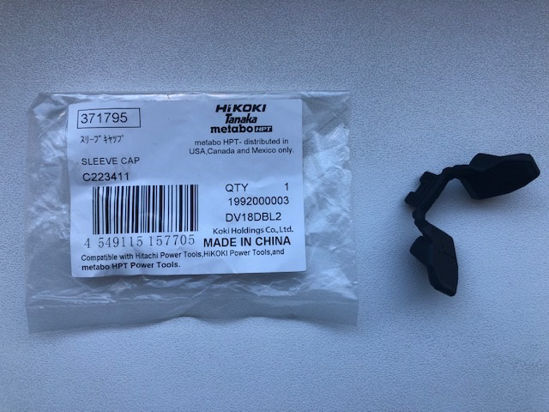 371795
HiKOKI
Tanaka
metabo HPT
スリーブ キャップ
metabo HPT- distributed in
USA,Canada and Mexico only.
SLEEVE CAP
C223411
QTY 1
1992000003
DV18DBL2
4 549115 157705
Koki Holdings Co., Ltd.
MADE IN CHINA
Compatible with Hitachi Power Tools,HiKOKI Power Tools,and
metabo HPT Power Tools.